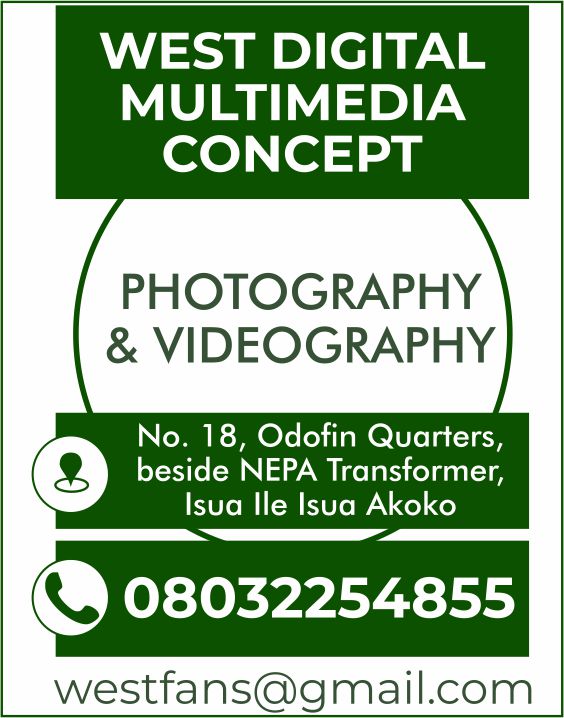 WEST DIGITAL
MULTIMEDIA
CONCEPT
PHOTOGRAPHY
& VIDEOGRAPHY
No. 18, Odofin Quarters,
beside NEPA Transformer,
Isua Ile Isua Akoko
08032254855
westfans@gmail.com